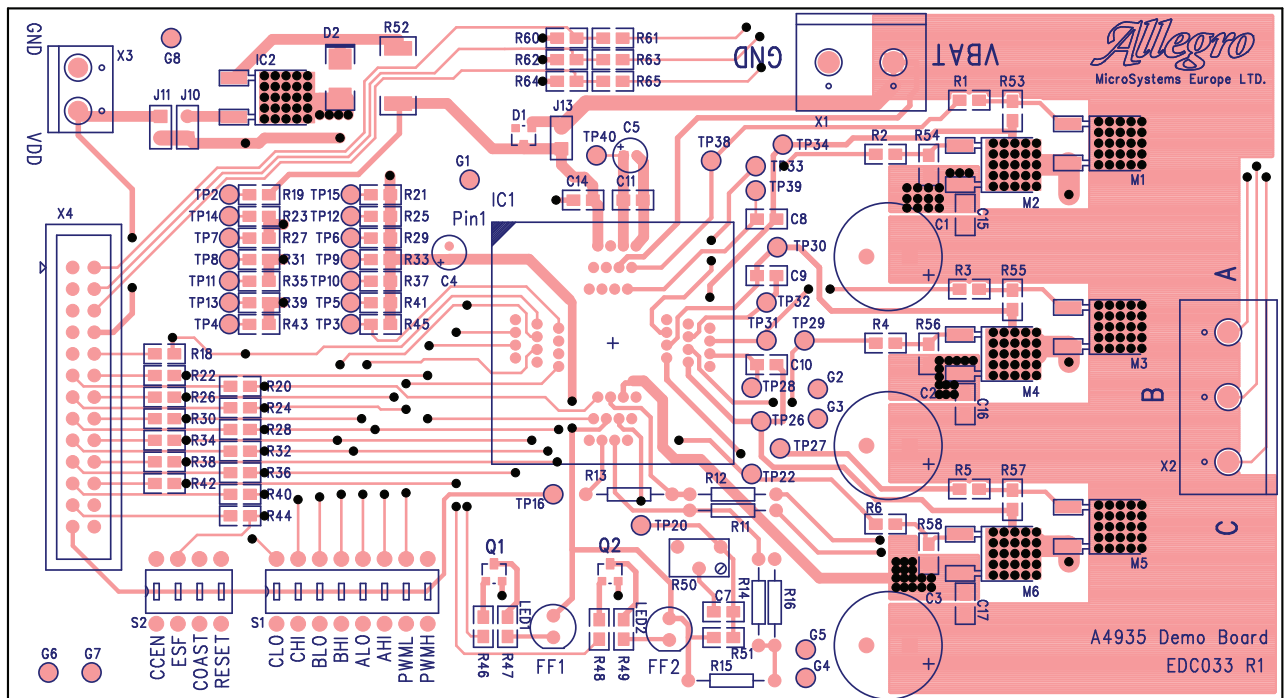 GND
X3
G8
IC2
D2
R52
R60
R61
R62
R63
R64
R65
GND
VBAT
Allegro
MicroSystems Europe LTD.
J11
J10
VDD
D1
J13
X1
R1
R53
TP40
C5
TP38
TP34
R2
R54
TP33
G1
TP39
M1
TP2
R19
TP15
R21
C14
C11
IC1
M2
X4
TP14
R23
TP12
R25
Pin1
C8
C1
C15
TP7
R27
TP6
R29
TP30
TP8
R31
TP9
R33
C4
C9
A
TP11
R35
TP10
R37
R3
R55
TP13
R39
TP5
R41
TP32
TP4
R43
TP3
R45
TP31
TP29
R4
R56
R18
C10
M3
R22
R20
TP28
G2
C2
M4
B
R26
R24
G3
C16
R30
R28
TP26
R34
R32
TP27
R38
R36
TP22
R5
R57
X2
R42
R40
TP16
R13
R12
R44
R11
R6
R58
C
TP20
Q1
Q2
R50
R14
R16
M5
M6
C7
C3
C17
S2
S1
LED1
LED2
R51
G5
A4935 Demo Board
G6
G7
CCEN
ESF
COAST
RESET
CLO
CHI
BLO
BHI
ALO
AHI
PWML
PWMH
R46
R47
FF1
R48
R49
FF2
R15
G4
EDC033 R1